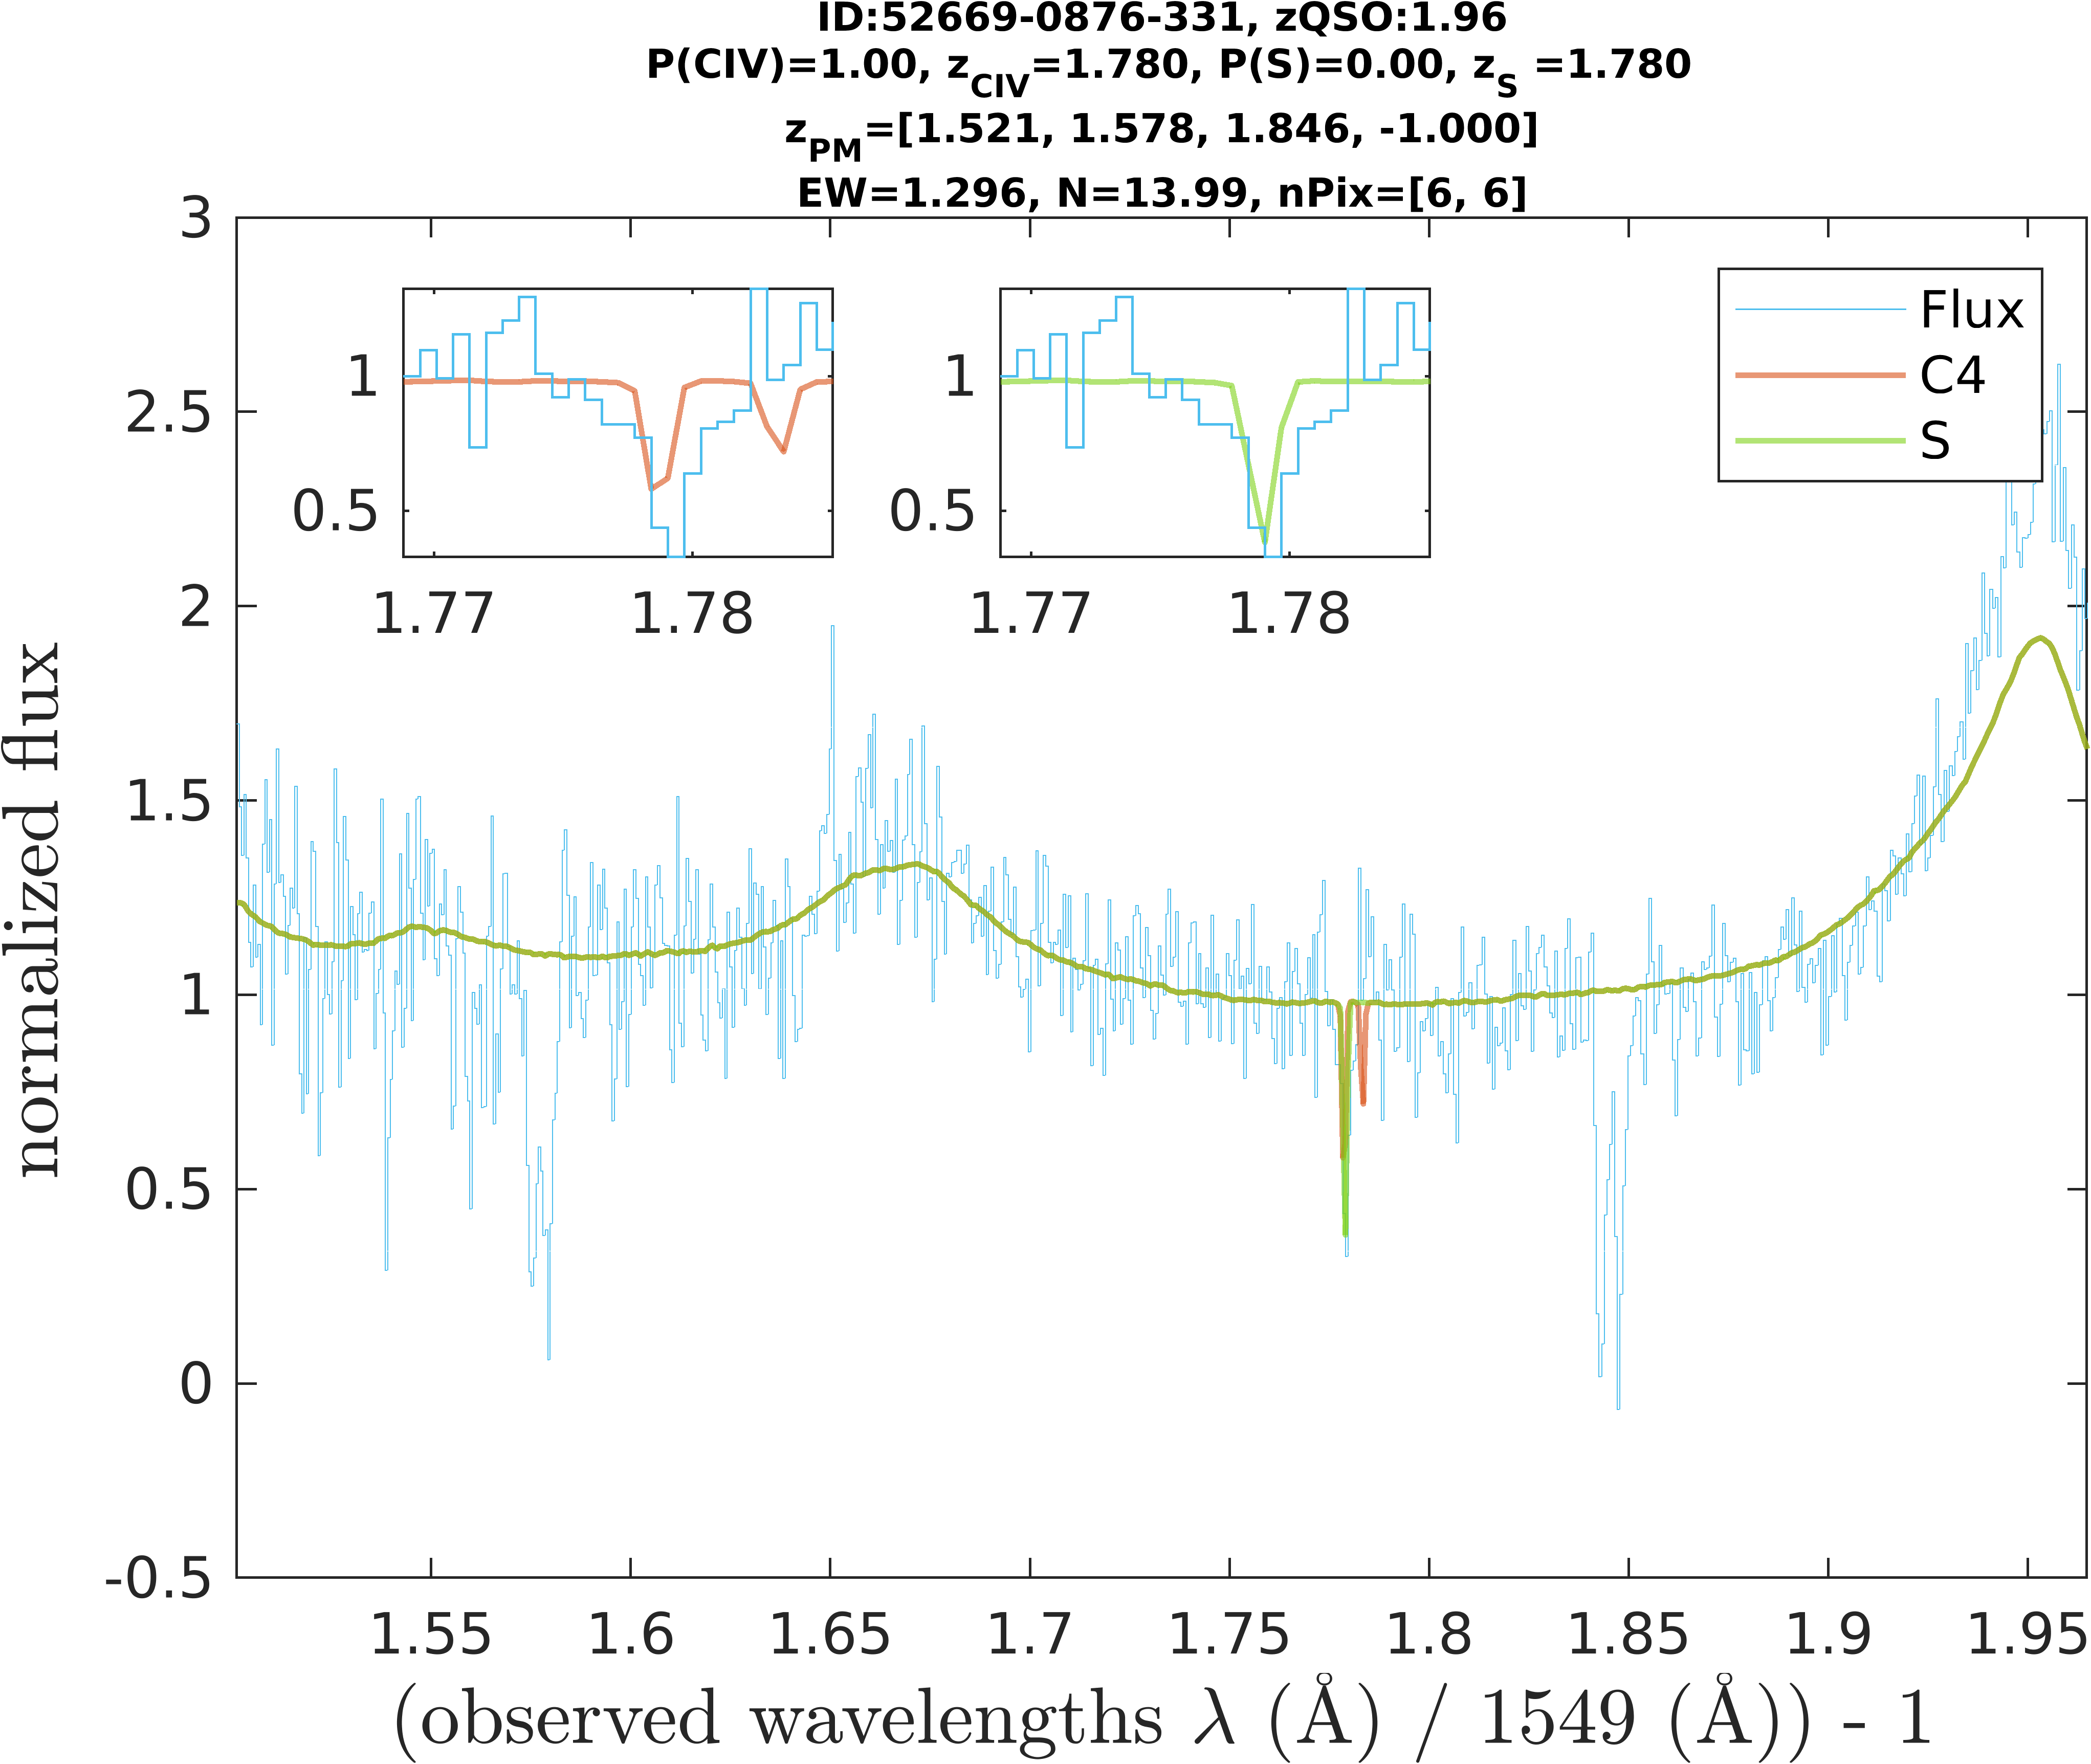 ID:52669-0876-331, zQSO:1.96
P(CIV)=1.00, zCIV=1.780, P(S)=0.00, zS =1.780
zPM=[1.521, 1.578, 1.846, -1.000]
EW=1.296, N=13.99, nPix=[6, 6]
3
2.5
2
1.5
1
0.5
0
-0.5
normalized flux
1
0.5
1.77 1.78
1
0.5
1.77 1.78
Flux
C4
S
1.55 1.6 1.65 1.7 1.75 1.8 1.85 1.9 1.95
(observed wavelengths λ (Å) / 1549 (Å)) - 1